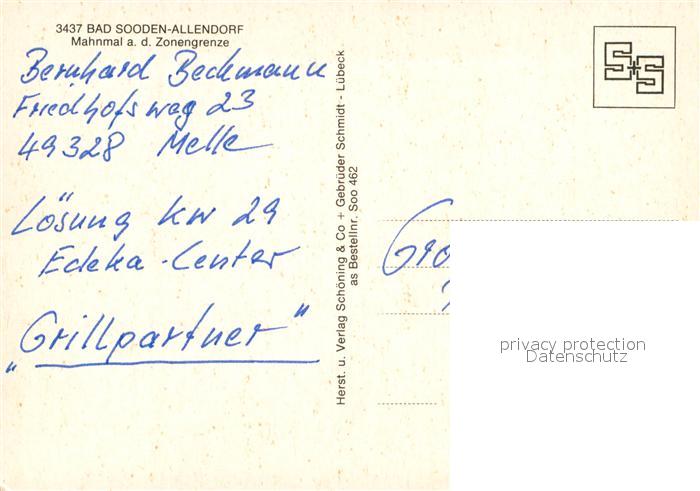 3437 BAD SOODEN-ALLENDORF
Mahnmal a. d. Zonengrenze
Bernhard Beckmann
Friedhofsweg 23
49328 Melle
Lösung KW 29
Edeka-Center
„Grillpartner"
Herst. u. Verlag Schöning & Co + Gebrüder Schmidt - Lübeck
as Bestellnr. Soo 462
S+S
privacy protection
Datenschutz